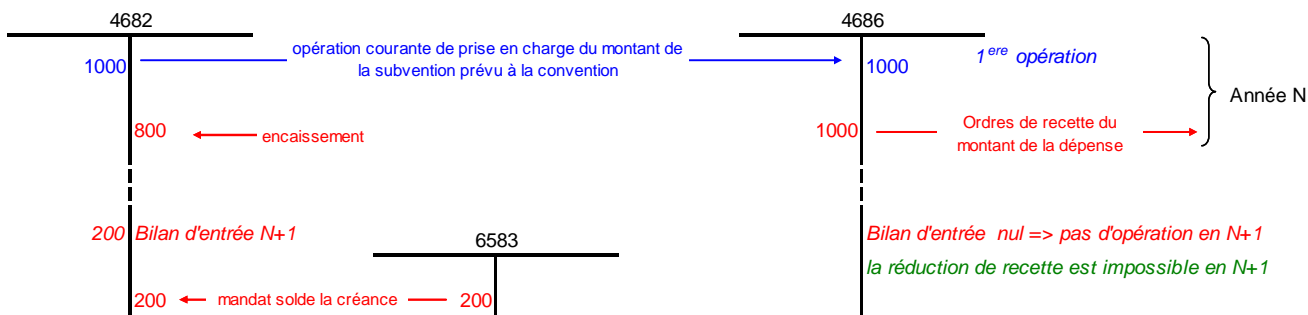 4682
4686
1000
opération courante de prise en charge du montant de
la subvention prévu à la convention
1000
1ere opération
Année N
800
encaissement
1000
Ordres de recette du
montant de la dépense
200 Bilan d'entrée N+1
6583
Bilan d'entrée nul => pas d'opération en N+1
la réduction de recette est impossible en N+1
200
mandat solde la créance
200